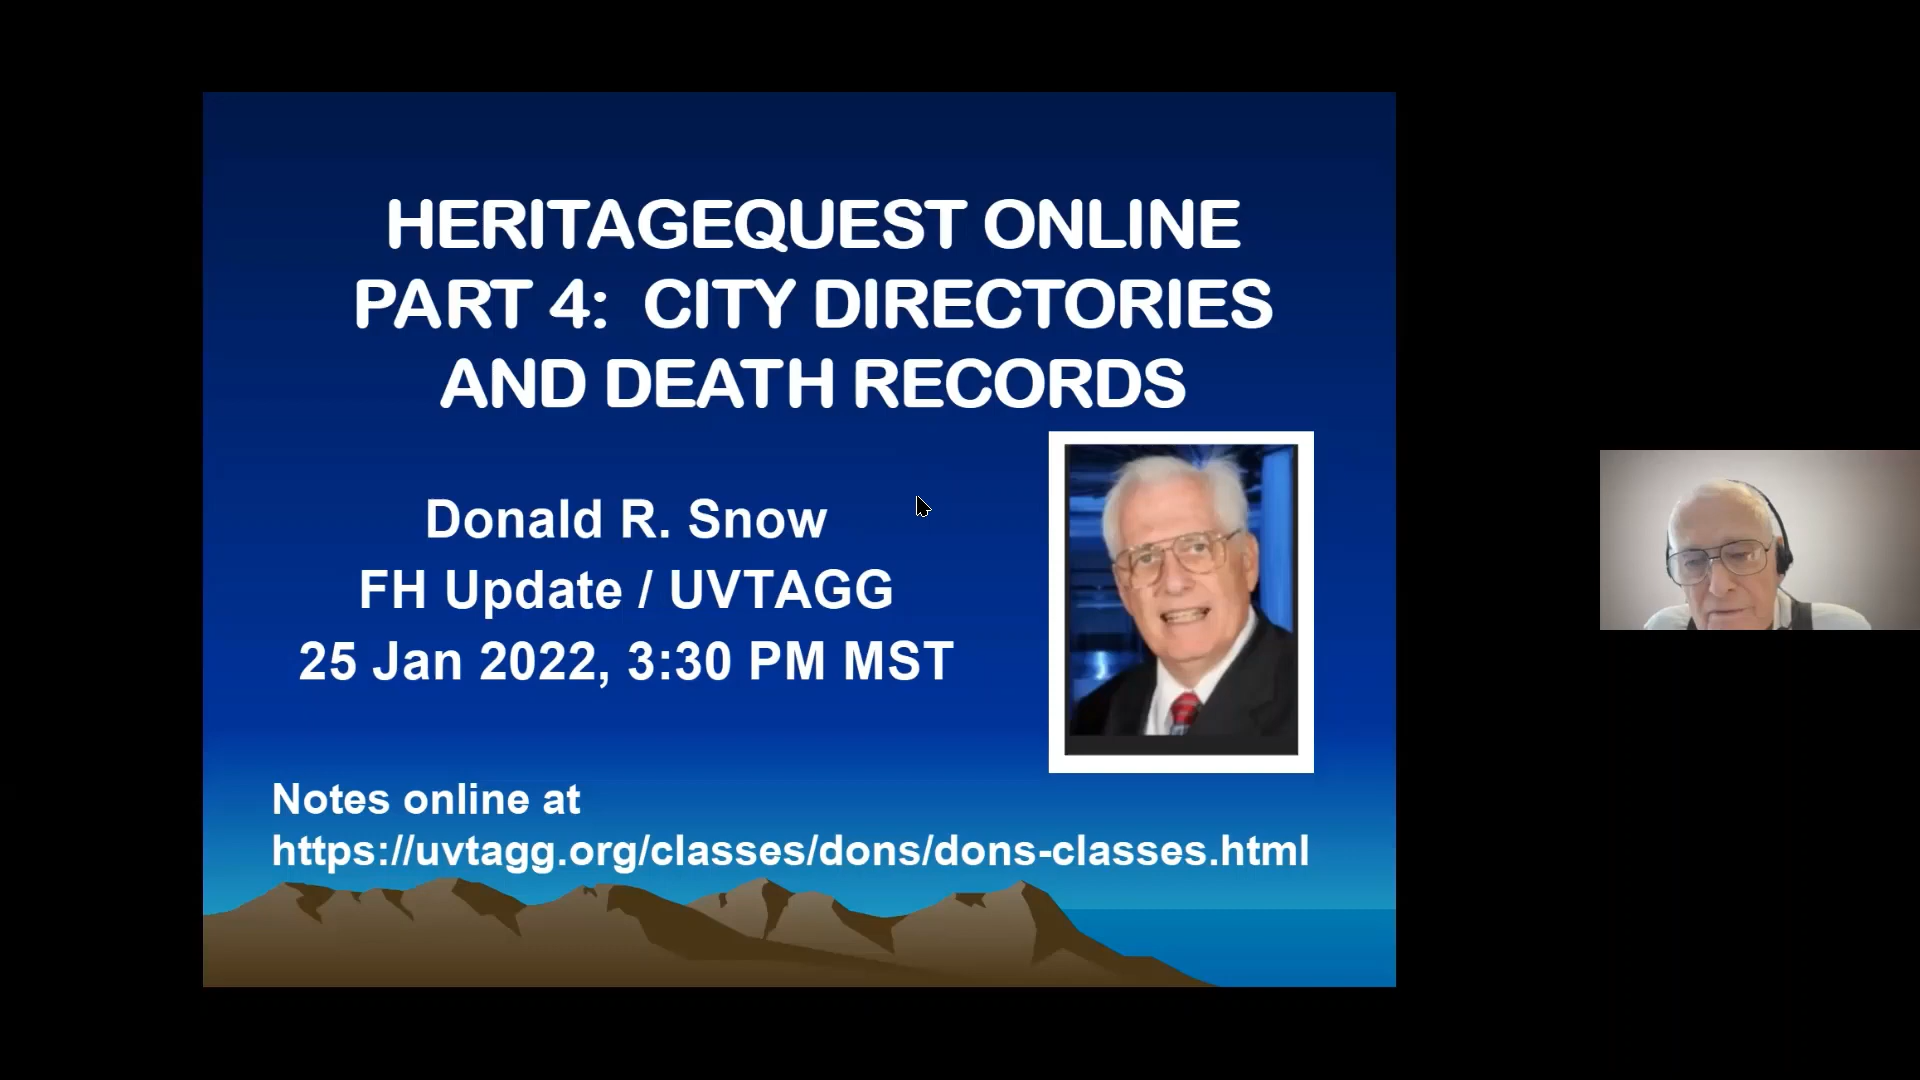 HERITAGEQUEST ONLINE
PART 4: CITY DIRECTORIES
AND DEATH RECORDS
Donald R. Snow
FH Update / UVTAGG
25 Jan 2022, 3:30 PM MST
Notes online at
https://uvtagg.org/classes/dons/dons-classes.html